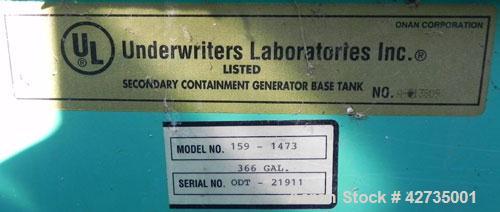 ONAN CORPORATION
UL ®
Underwriters Laboratories Inc.®
LISTED
SECONDARY CONTAINMENT GENERATOR BASE TANK
NO.
MODEL NO. 159 - 1473
366 GAL.
SERIAL NO. ODT - 21911
Stock # 42735001